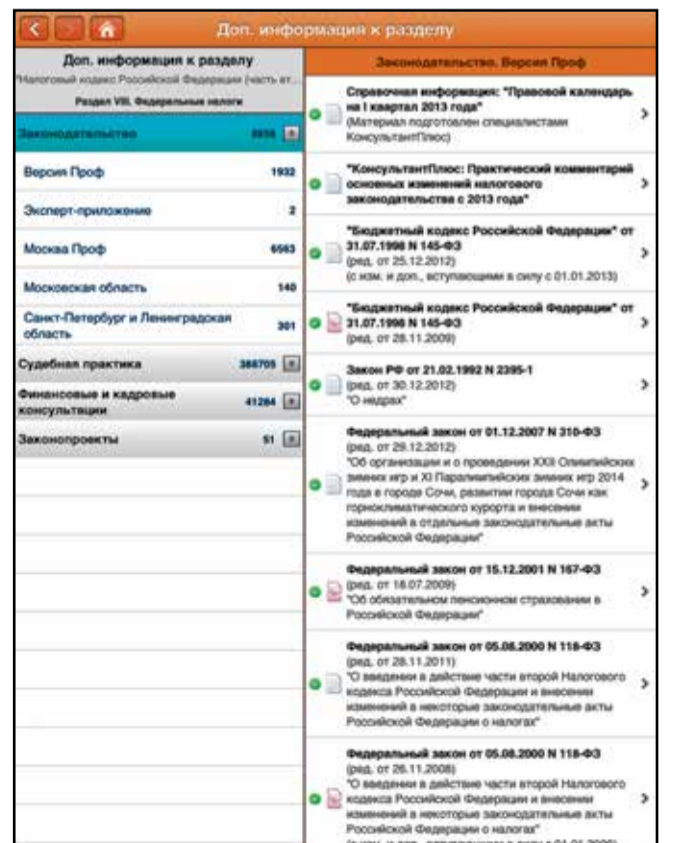 Доп. информация к разделу
Доп. информация к разделу
"Налоговый кодекс Российской Федерации (часть вт...
Раздел VIII. Федеральные налоги
Законодательство
Версия Проф 1932
Эксперт-приложение 2
Москва Проф 6563
Московская область 140
Санкт-Петербург и Ленинградская
область 301
Судебная практика 388705
Финансовые и кадровые
консультации 41284
Законопроекты 51
Законодательство. Версия Проф
Справочная информация: "Правовой календарь
на I квартал 2013 года"
(Материал подготовлен специалистами
КонсультантПлюс)
"КонсультантПлюс: Практический комментарий
основных изменений налогового
законодательства с 2013 года"
"Бюджетный кодекс Российской Федерации" от
31.07.1998 N 145-ФЗ
(ред. от 25.12.2012)
(с изм. и доп., вступающими в силу с 01.01.2013)
"Бюджетный кодекс Российской Федерации" от
31.07.1998 N 145-ФЗ
(ред. от 28.11.2009)
Закон РФ от 21.02.1992 N 2395-1
(ред. от 30.12.2012)
"О недрах"
Федеральный закон от 01.12.2007 N 310-ФЗ
(ред. от 29.12.2012)
"Об организации и о проведении XXII Олимпийских
зимних игр и XI Паралимпийских зимних игр 2014
года в городе Сочи, развитии города Сочи как
горноклиматического курорта и внесении
изменений в отдельные законодательные акты
Российской Федерации"
Федеральный закон от 15.12.2001 N 167-ФЗ
(ред. от 18.07.2009)
"Об обязательном пенсионном страховании в
Российской Федерации"
Федеральный закон от 05.08.2000 N 118-ФЗ
(ред. от 28.11.2011)
"О введении в действие части второй Налогового
кодекса Российской Федерации и внесении
изменений в некоторые законодательные акты
Российской Федерации о налогах"
Федеральный закон от 05.08.2000 N 118-ФЗ
(ред. от 26.11.2008)
"О введении в действие части второй Налогового
кодекса Российской Федерации и внесении
изменений в некоторые законодательные акты
Российской Федерации о налогах"